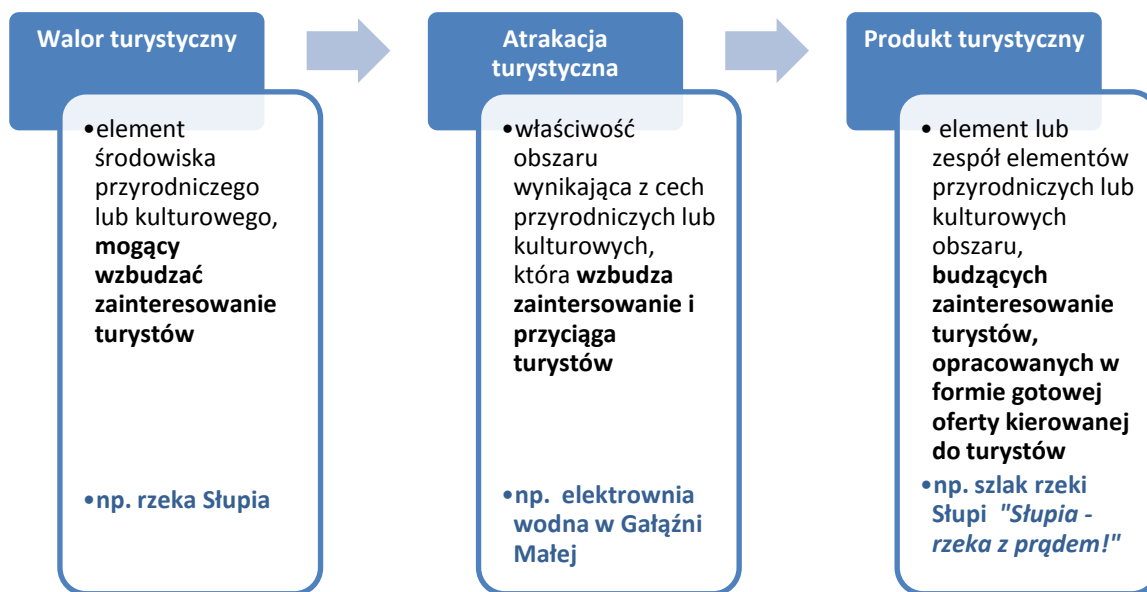 Walor turystyczny
•element
środowiska
przyrodniczego
lub kulturowego,
mogący
wzbudzać
zainteresowanie
turystów
•np. rzeka Słupia
Atrakacja
turystyczna
•właściwość
obszaru
wynikająca z cech
przyrodniczych lub
kulturowych,
która wzbudza
zaintersowanie i
przyciąga
turystów
•np. elektrownia
wodna w Gałąźni
Małej
Produkt turystyczny
• element lub
zespół elementów
przyrodniczych lub
kulturowych
obszaru,
budzących
zainteresowanie
turystów,
opracowanych w
formie gotowej
oferty kierowanej
do turystów
•np. szlak rzeki
Słupi "Słupia -
rzeka z prądem!"